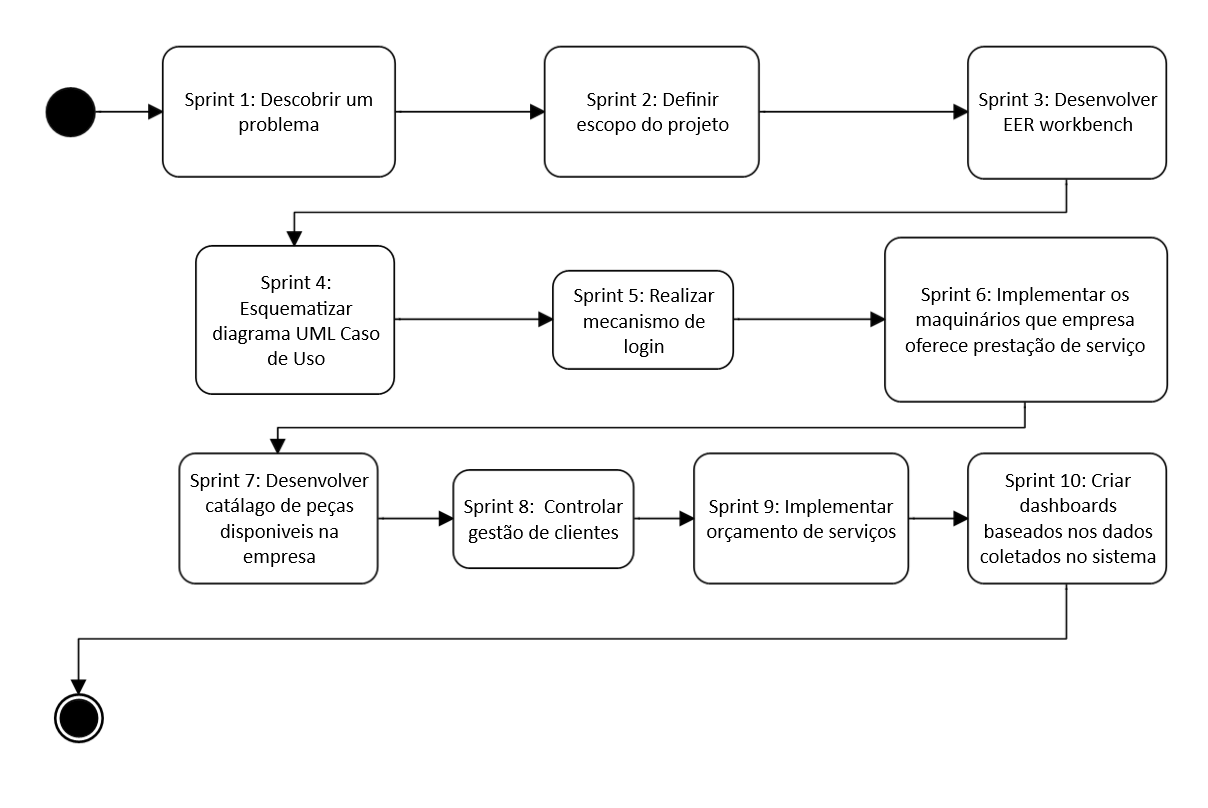 Sprint 1: Descobrir um
problema
Sprint 2: Definir
escopo do projeto
Sprint 3: Desenvolver
EER workbench
Sprint 4:
Esquematizar
diagrama UML Caso
de Uso
Sprint 5: Realizar
mecanismo de
login
Sprint 6: Implementar os
maquinários que empresa
oferece prestação de serviço
Sprint 7: Desenvolver
catálago de peças
disponiveis na
empresa
Sprint 8:  Controlar
gestão de clientes
Sprint 9: Implementar
orçamento de serviços
Sprint 10: Criar
dashboards
baseados nos dados
coletados no sistema